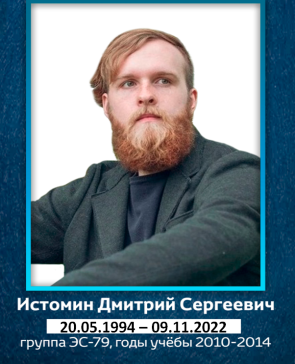 Истомин Дмитрий Сергеевич
20.05.1994 – 09.11.2022
группа ЭС-79, годы учёбы 2010-2014